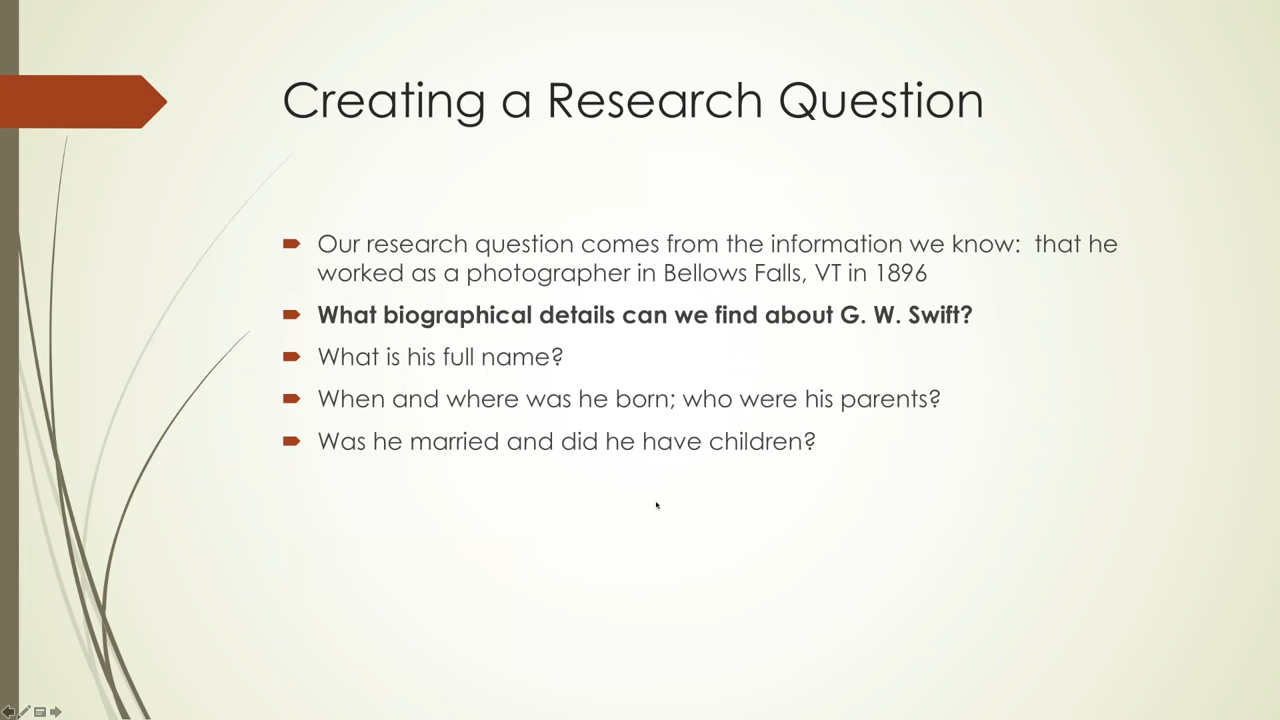 Creating a Research Question
Our research question comes from the information we know:  that he
worked as a photographer in Bellows Falls, VT in 1896
What biographical details can we find about G. W. Swift?
What is his full name?
When and where was he born; who were his parents?
Was he married and did he have children?